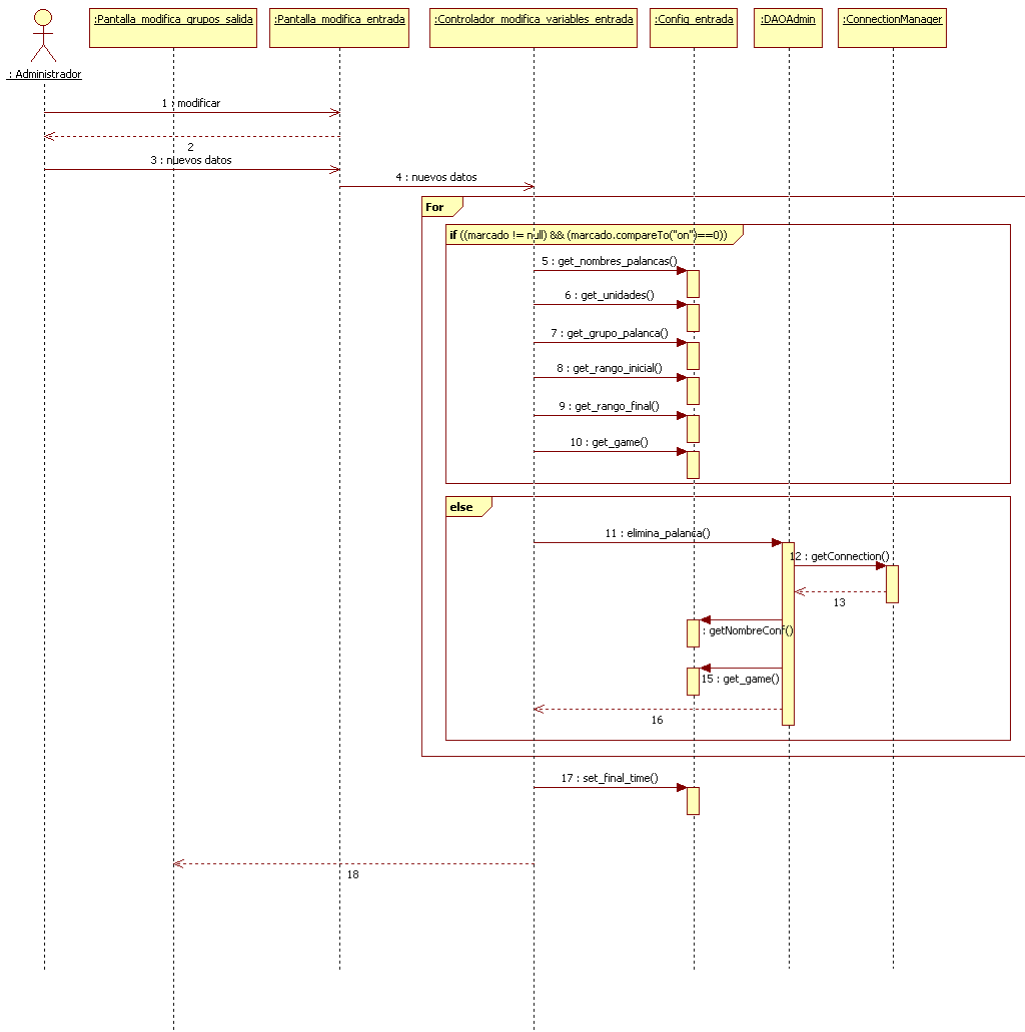 :Pantalla_modifica_grupos_salida
:Pantalla_modifica_entrada
:Controlador_modifica_variables_entrada
:Config_entrada
:DAOAdmin
:ConnectionManager
: Administrador
1 : modificar
2
3 : nuevos datos
4 : nuevos datos
For
if ((marcado != null) && (marcado.compareTo("on")==0))
5 : get_nombres_palancas()
6 : get_unidades()
7 : get_grupo_palanca()
8 : get_rango_inicial()
9 : get_rango_final()
10 : get_game()
else
11 : elimina_palanca()
12 : getConnection()
13
: getNombreConf()
15 : get_game()
16
17 : set_final_time()
18